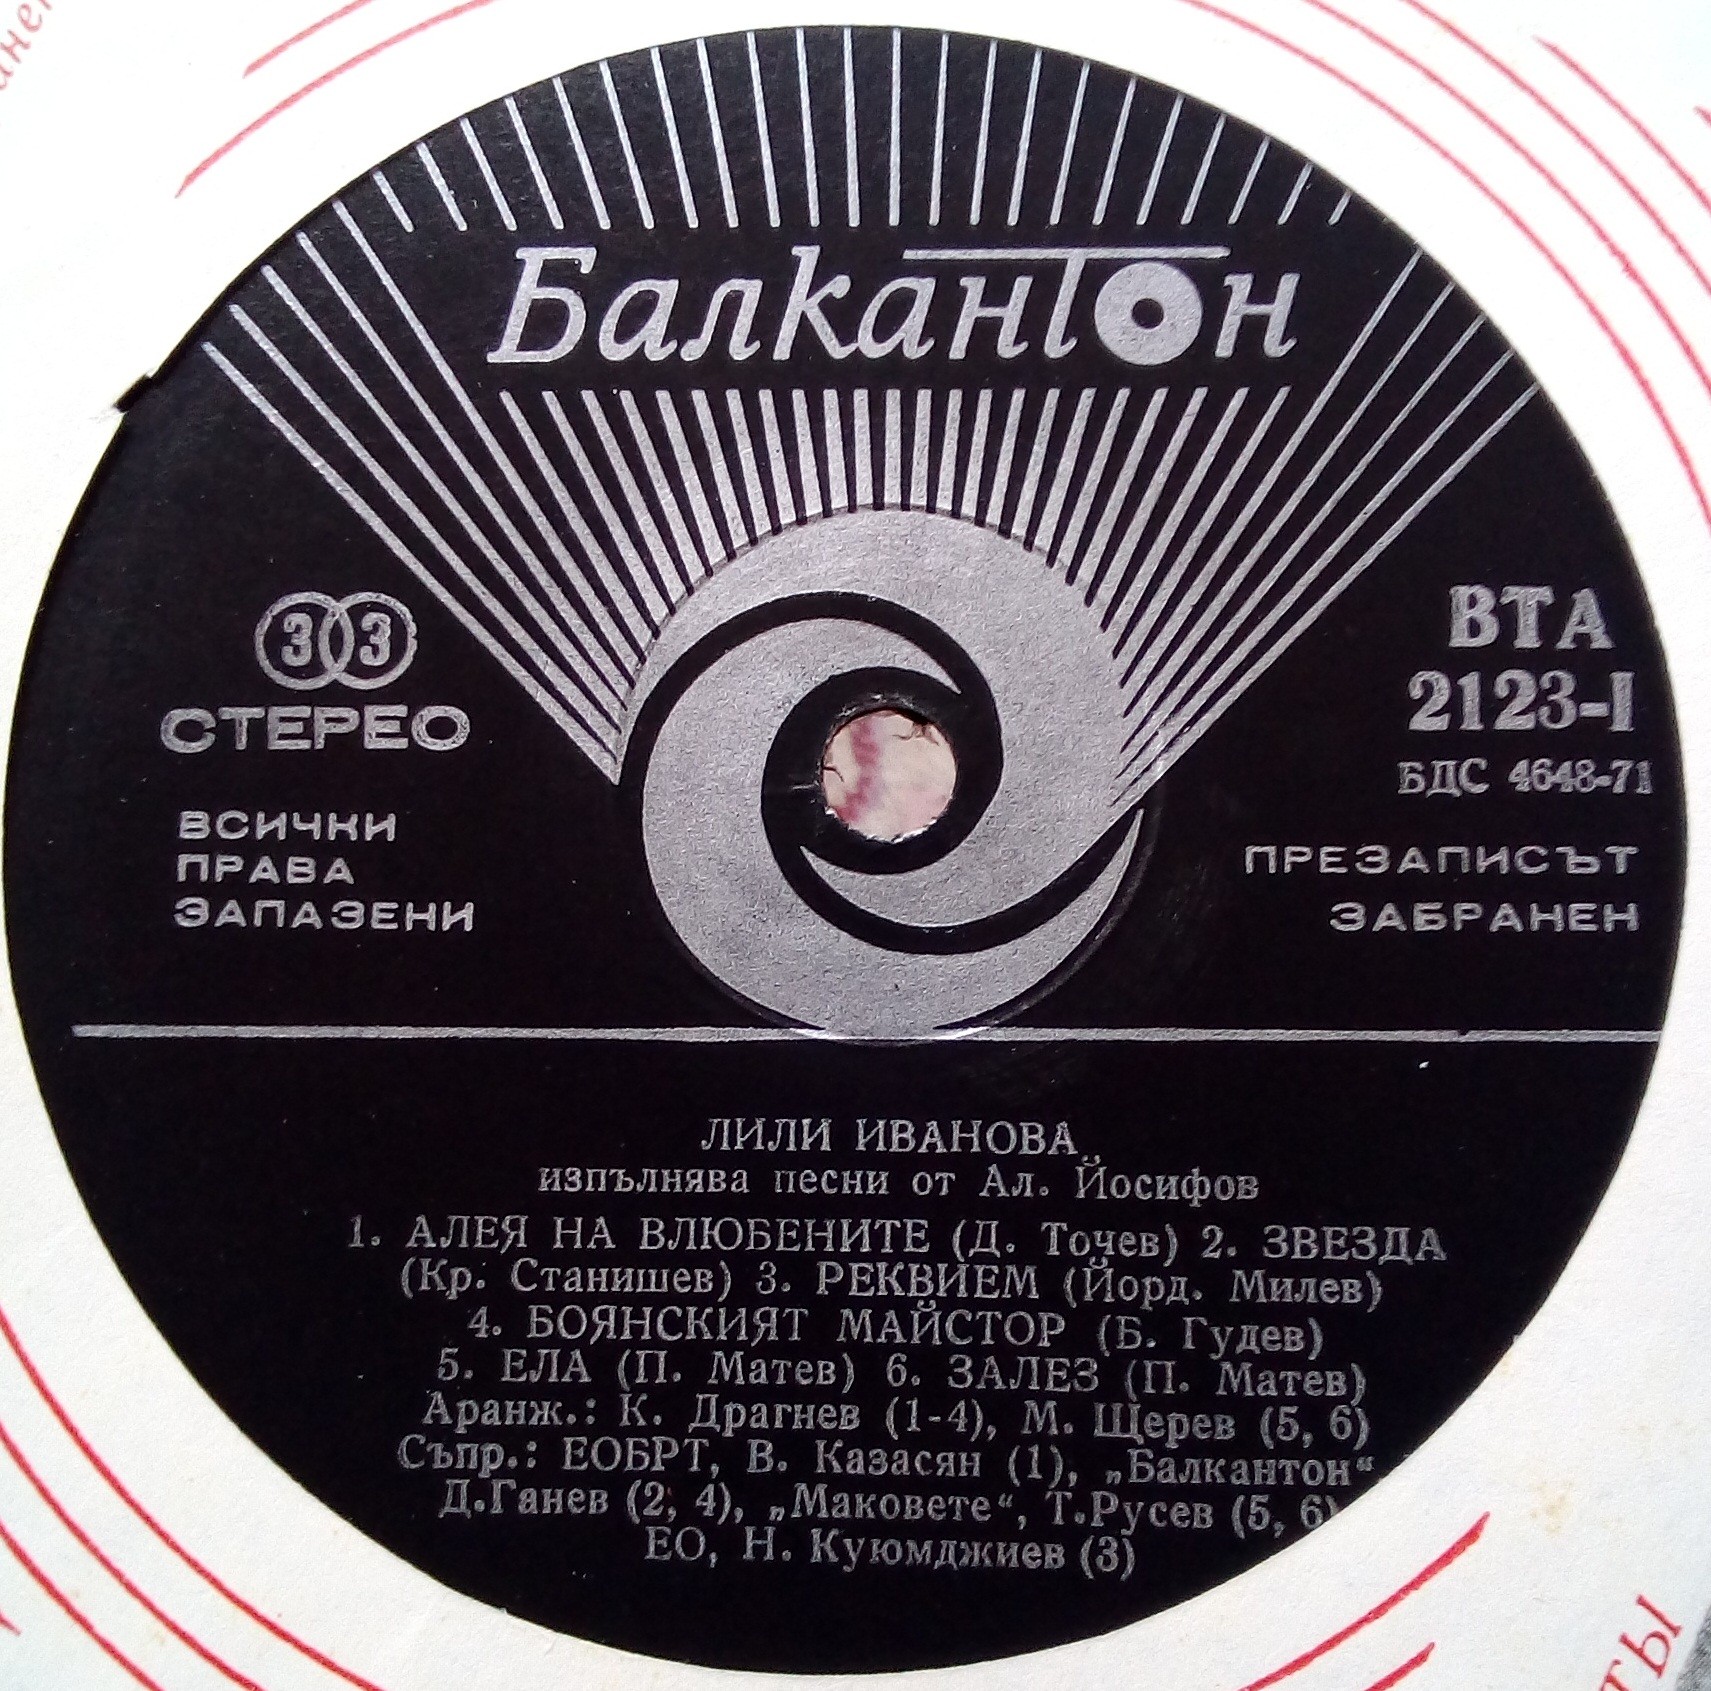 Балкантон
33
СТЕРЕО
ВТА
2123-I
БДС 4648-71
ВСИЧКИ
ПРАВА
ЗАПАЗЕНИ
ПРЕЗАПИСЪТ
ЗАБРАНЕН
ЛИЛИ ИВАНОВА
изпълнява песни от Ал. Йосифов
1. АЛЕЯ НА ВЛЮБЕНИТЕ (Д. Точев) 2. ЗВЕЗДА
(Кр. Станишев) 3. РЕКВИЕМ (Йорд. Милев)
4. БОЯНСКИЯТ МАЙСТОР (Б. Гудев)
5. ЕЛА (П. Матев) 6. ЗАЛЕЗ (П. Матев)
Аранж.: К. Драгнев (1-4), М. Щерев (5, 6)
Съпр.: ЕОБРТ, В. Казасян (1), „Балкантон“
Д.Ганев (2, 4), „Маковете“, Т.Русев (5, 6)
ЕО, Н. Куюмджиев (3)